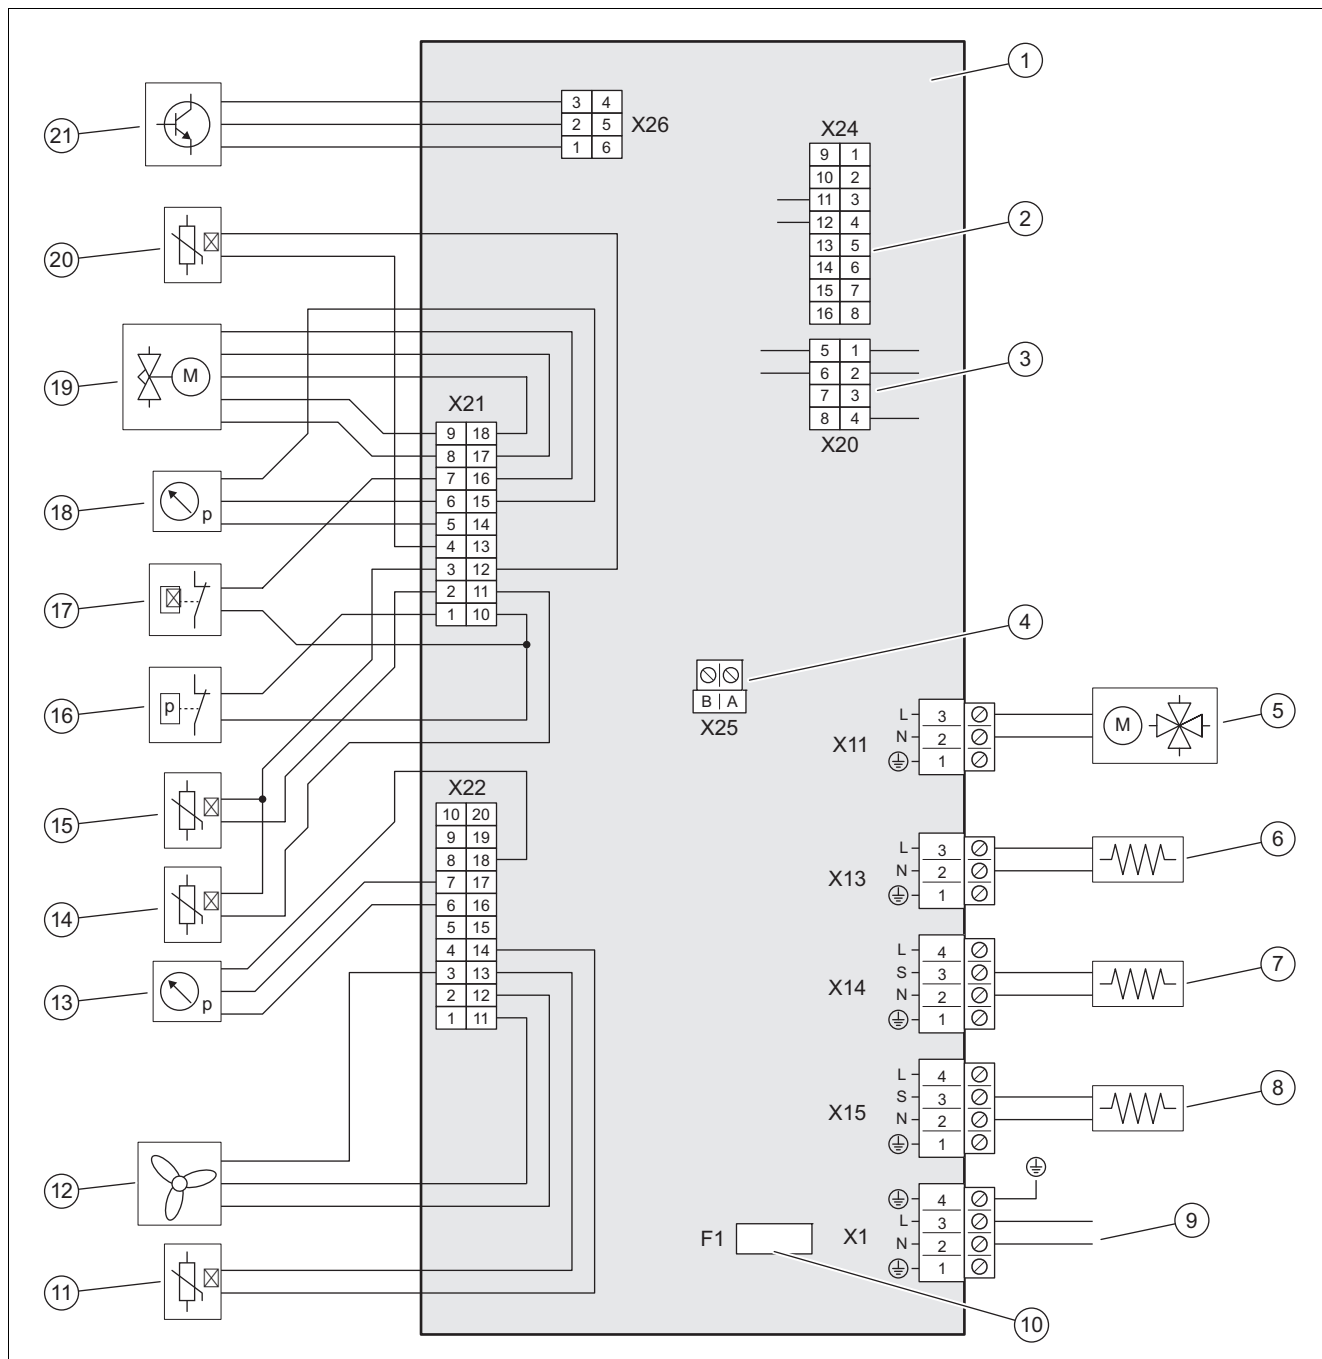 1
21
3 4
2 5
1 6
X26
X24
9 1
10 2
11 3
12 4
13 5
14 6
15 7
16 8
2
20
5 1
6 2
7 3
8 4
X20
3
19
M
X21
9 18
8 17
7 16
6 15
5 14
4 13
3 12
2 11
1 10
18
p
17
4
B A
X25
16
p
X11
L 3
N 2
1
M
5
15
X22
10 20
9 19
8 18
7 17
6 16
5 15
4 14
3 13
2 12
1 11
X13
L 3
N 2
1
6
14
13
p
X14
L 4
S 3
N 2
1
7
X15
L 4
S 3
N 2
1
8
12
F1
X1
4
L 3
N 2
1
9
11
10